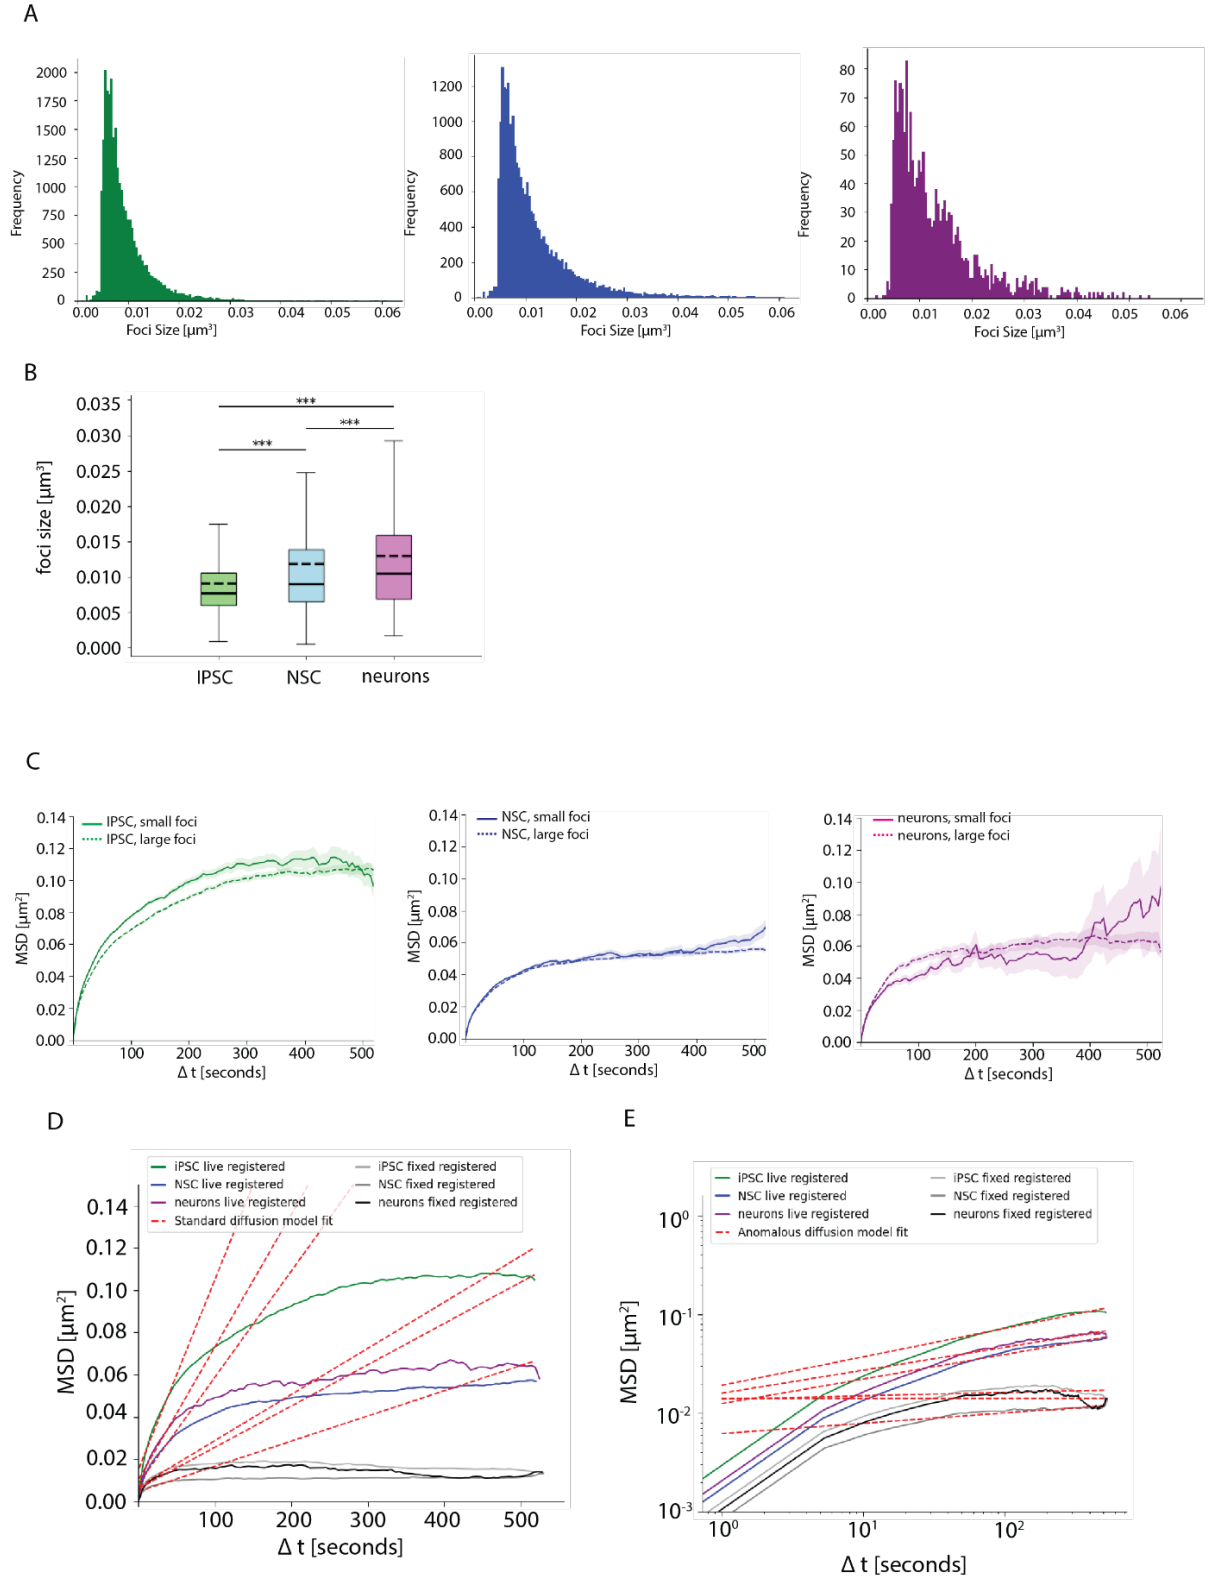 A
2000
1750
1500
1250
1000
750
500
250
0
Frequency
0.00 0.01 0.02 0.03 0.04 0.05 0.06
Foci Size [µm³]
1200
1000
800
600
400
200
0
Frequency
0.00 0.01 0.02 0.03 0.04 0.05 0.06
Foci Size [µm³]
80
70
60
50
40
30
20
10
0
Frequency
0.00 0.01 0.02 0.03 0.04 0.05 0.06
Foci Size [µm³]
B
0.035
0.030
0.025
0.020
0.015
0.010
0.005
0.000
foci size [µm³]
***
***
***
IPSC NSC neurons
C
0.14
0.12
0.10
0.08
0.06
0.04
0.02
0.00
MSD [µm²]
IPSC, small foci
IPSC, large foci
100 200 300 400 500
Δ t [seconds]
0.14
0.12
0.10
0.08
0.06
0.04
0.02
0.00
MSD [µm²]
NSC, small foci
NSC, large foci
100 200 300 400 500
Δ t [seconds]
0.14
0.12
0.10
0.08
0.06
0.04
0.02
0.00
MSD [µm²]
neurons, small foci
neurons, large foci
100 200 300 400 500
Δ t [seconds]
D
iPSC live registered
NSC live registered
neurons live registered
Standard diffusion model fit
iPSC fixed registered
NSC fixed registered
neurons fixed registered
0.14
0.12
0.10
0.08
0.06
0.04
0.02
0.00
MSD [µm²]
100 200 300 400 500
Δ t [seconds]
E
iPSC live registered
NSC live registered
neurons live registered
Anomalous diffusion model fit
iPSC fixed registered
NSC fixed registered
neurons fixed registered
10⁰
10⁻¹
10⁻²
10⁻³
MSD [µm²]
10⁰ 10¹ 10²
Δ t [seconds]